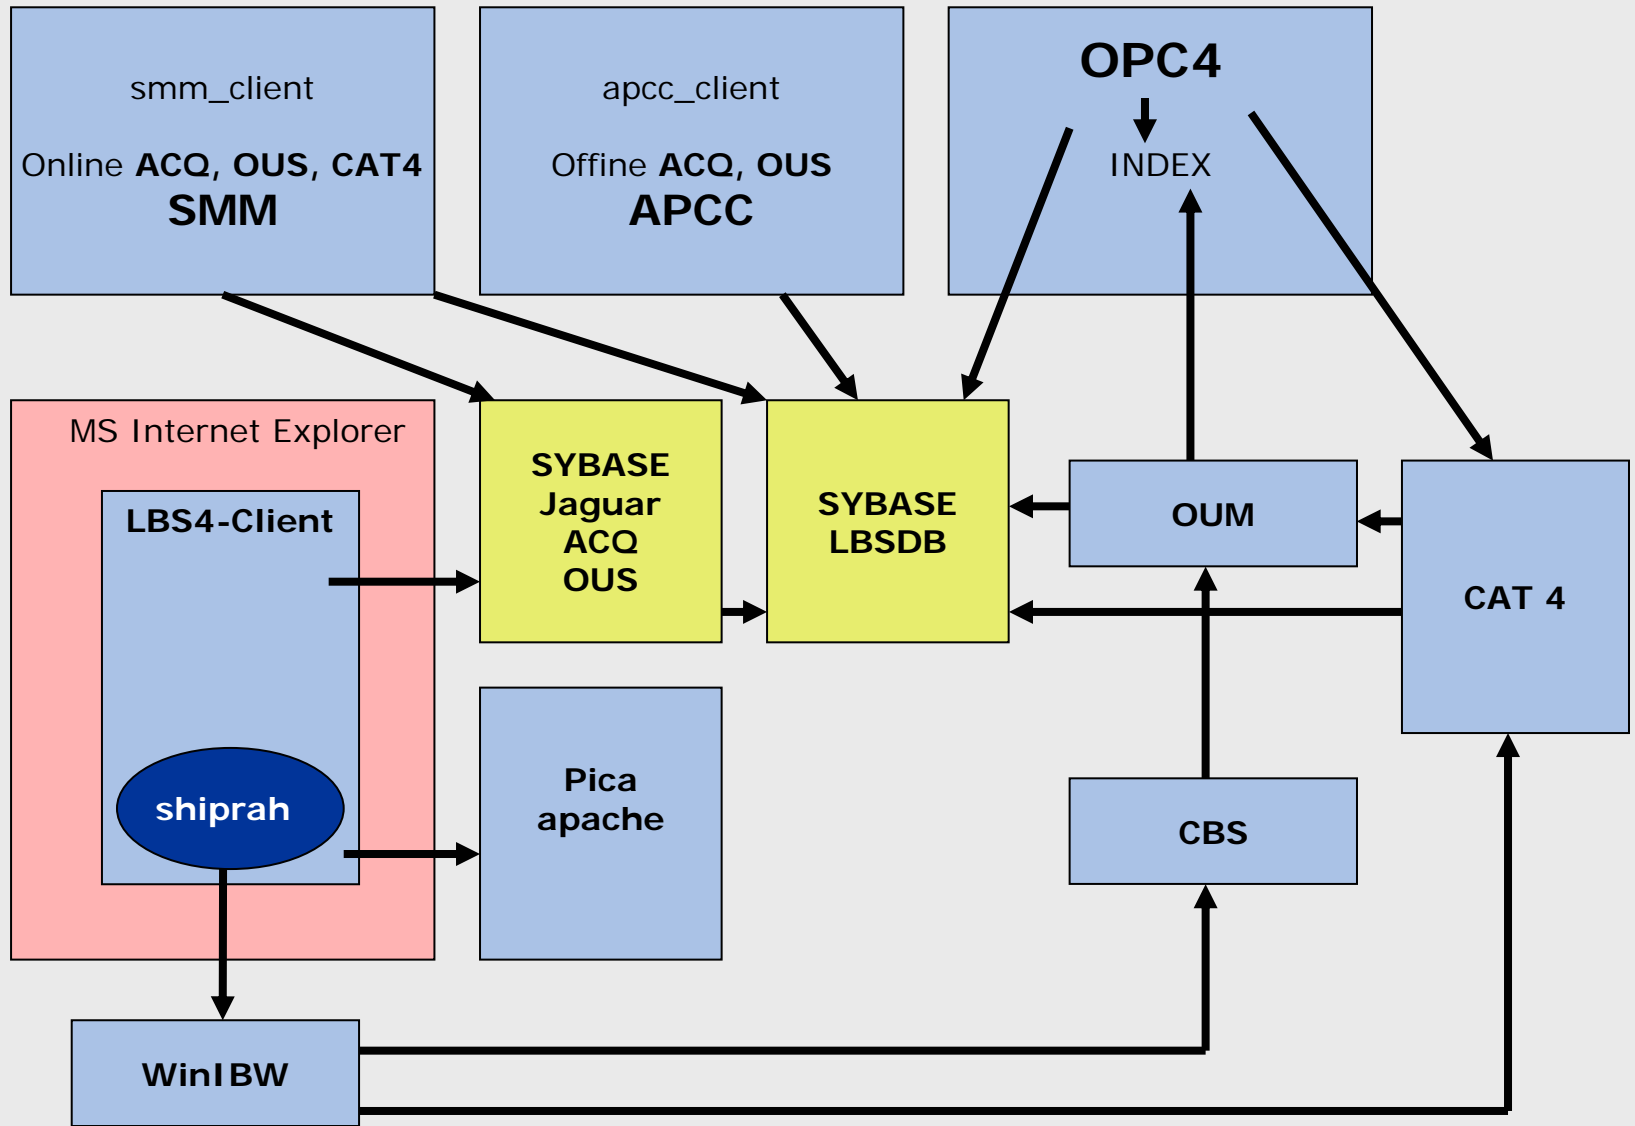 smm_client
Online ACQ, OUS, CAT4
SMM
apcc_client
Offine ACQ, OUS
APCC
OPC4
INDEX
MS Internet Explorer
LBS4-Client
shiprah
SYBASE
Jaguar
ACQ
OUS
SYBASE
LBSDB
OUM
CAT 4
Pica
apache
CBS
WinIBW